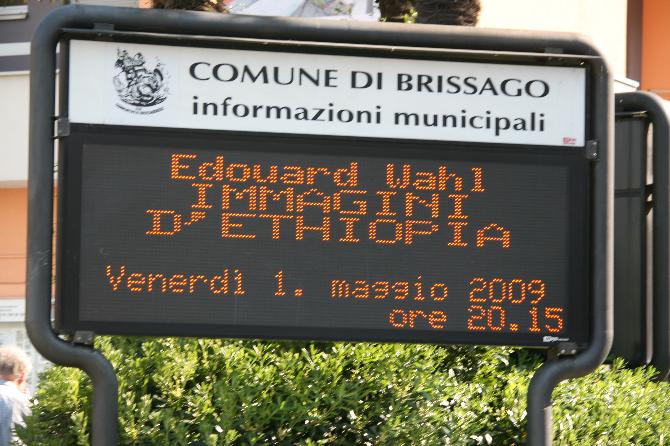 COMUNE DI BRISSAGO
informazioni municipali
Edouard Wahl
IMMAGINI
D'ETHIOPIA
Venerdì 1. maggio 2009
ore 20.15